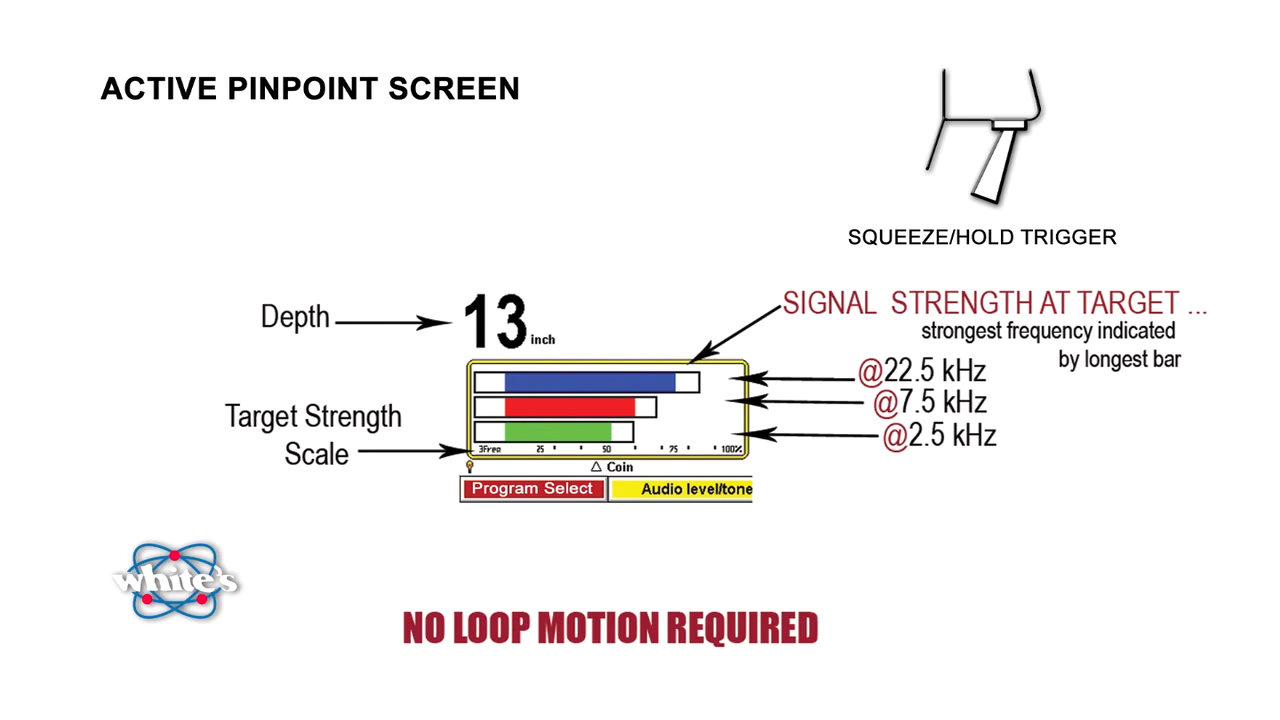 ACTIVE PINPOINT SCREEN
SQUEEZE/HOLD TRIGGER
Depth
13 inch
SIGNAL STRENGTH AT TARGET ...
strongest frequency indicated
by longest bar
@22.5 kHz
@7.5 kHz
@2.5 kHz
Target Strength
Scale
3Freq 25 50 75 100%
△ Coin
Program Select Audio level/tone
white's
NO LOOP MOTION REQUIRED